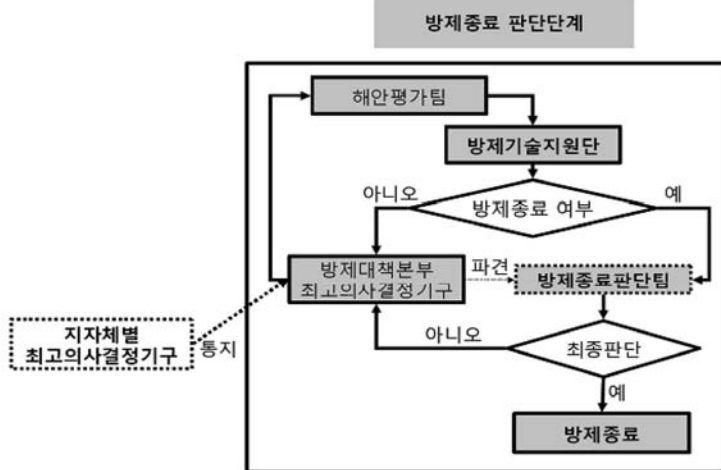 방제종료 판단단계
해안평가팀
방제기술지원단
아니오
예
방제종료 여부
방제대책본부
최고의사결정기구
파견
방제종료판단팀
지자체별
최고의사결정기구
통지
아니오
최종판단
예
방제종료